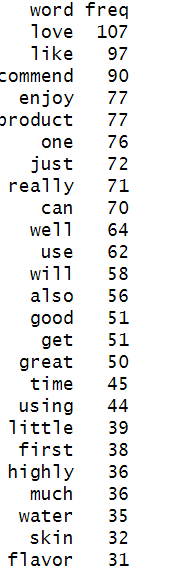 word freq
love 107
like 97
commend 90
enjoy 77
product 77
one 76
just 72
really 71
can 70
well 64
use 62
will 58
also 56
good 51
get 51
great 50
time 45
using 44
little 39
first 38
highly 36
much 36
water 35
skin 32
flavor 31